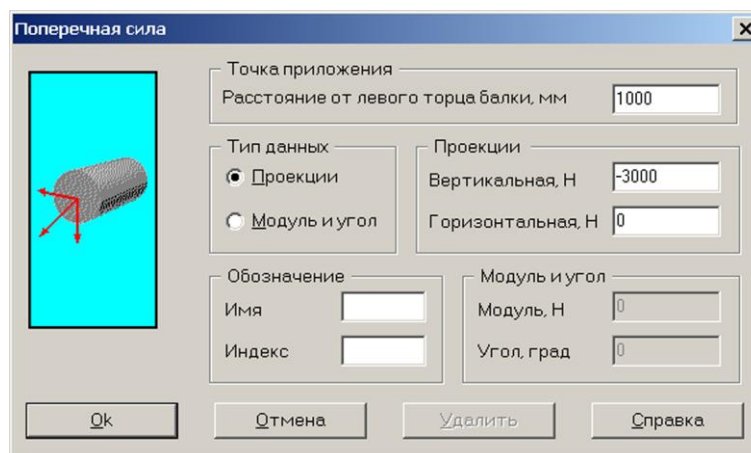 Поперечная сила
Точка приложения
Расстояние от левого торца балки, мм 1000
Тип данных
Проекции
Модуль и угол
Проекции
Вертикальная, Н -3000
Горизонтальная, Н 0
Обозначение
Имя
Индекс
Модуль и угол
Модуль, Н 0
Угол, град 0
Ok Отмена Удалить Справка